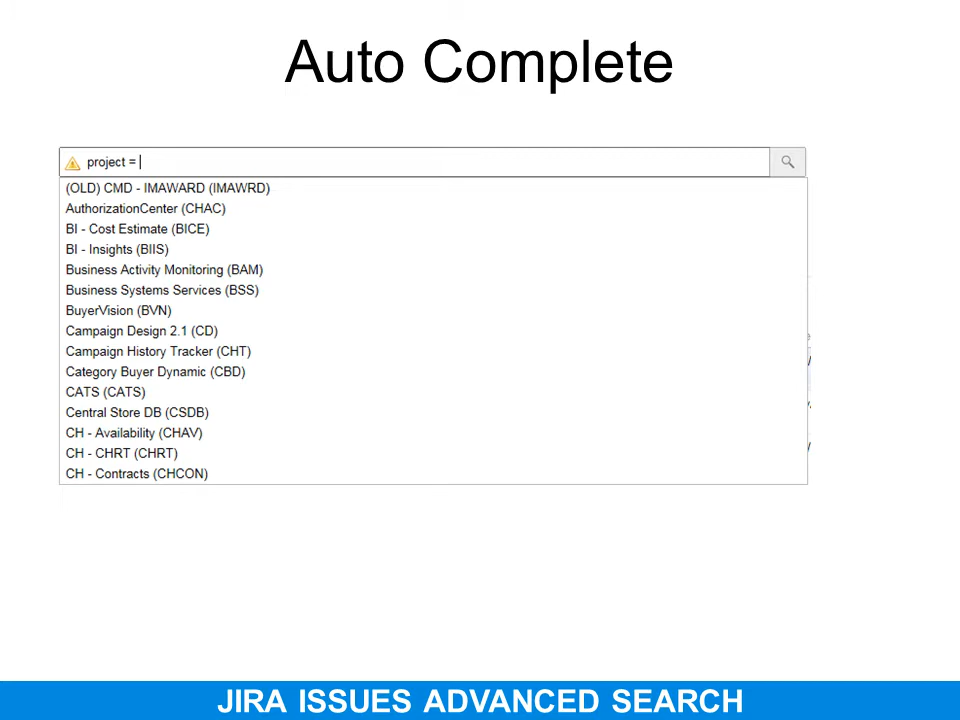 Auto Complete
project =
(OLD) CMD - IMAWARD (IMAWRD)
AuthorizationCenter (CHAC)
BI - Cost Estimate (BICE)
BI - Insights (BIIS)
Business Activity Monitoring (BAM)
Business Systems Services (BSS)
BuyerVision (BVN)
Campaign Design 2.1 (CD)
Campaign History Tracker (CHT)
Category Buyer Dynamic (CBD)
CATS (CATS)
Central Store DB (CSDB)
CH - Availability (CHAV)
CH - CHRT (CHRT)
CH - Contracts (CHCON)
JIRA ISSUES ADVANCED SEARCH